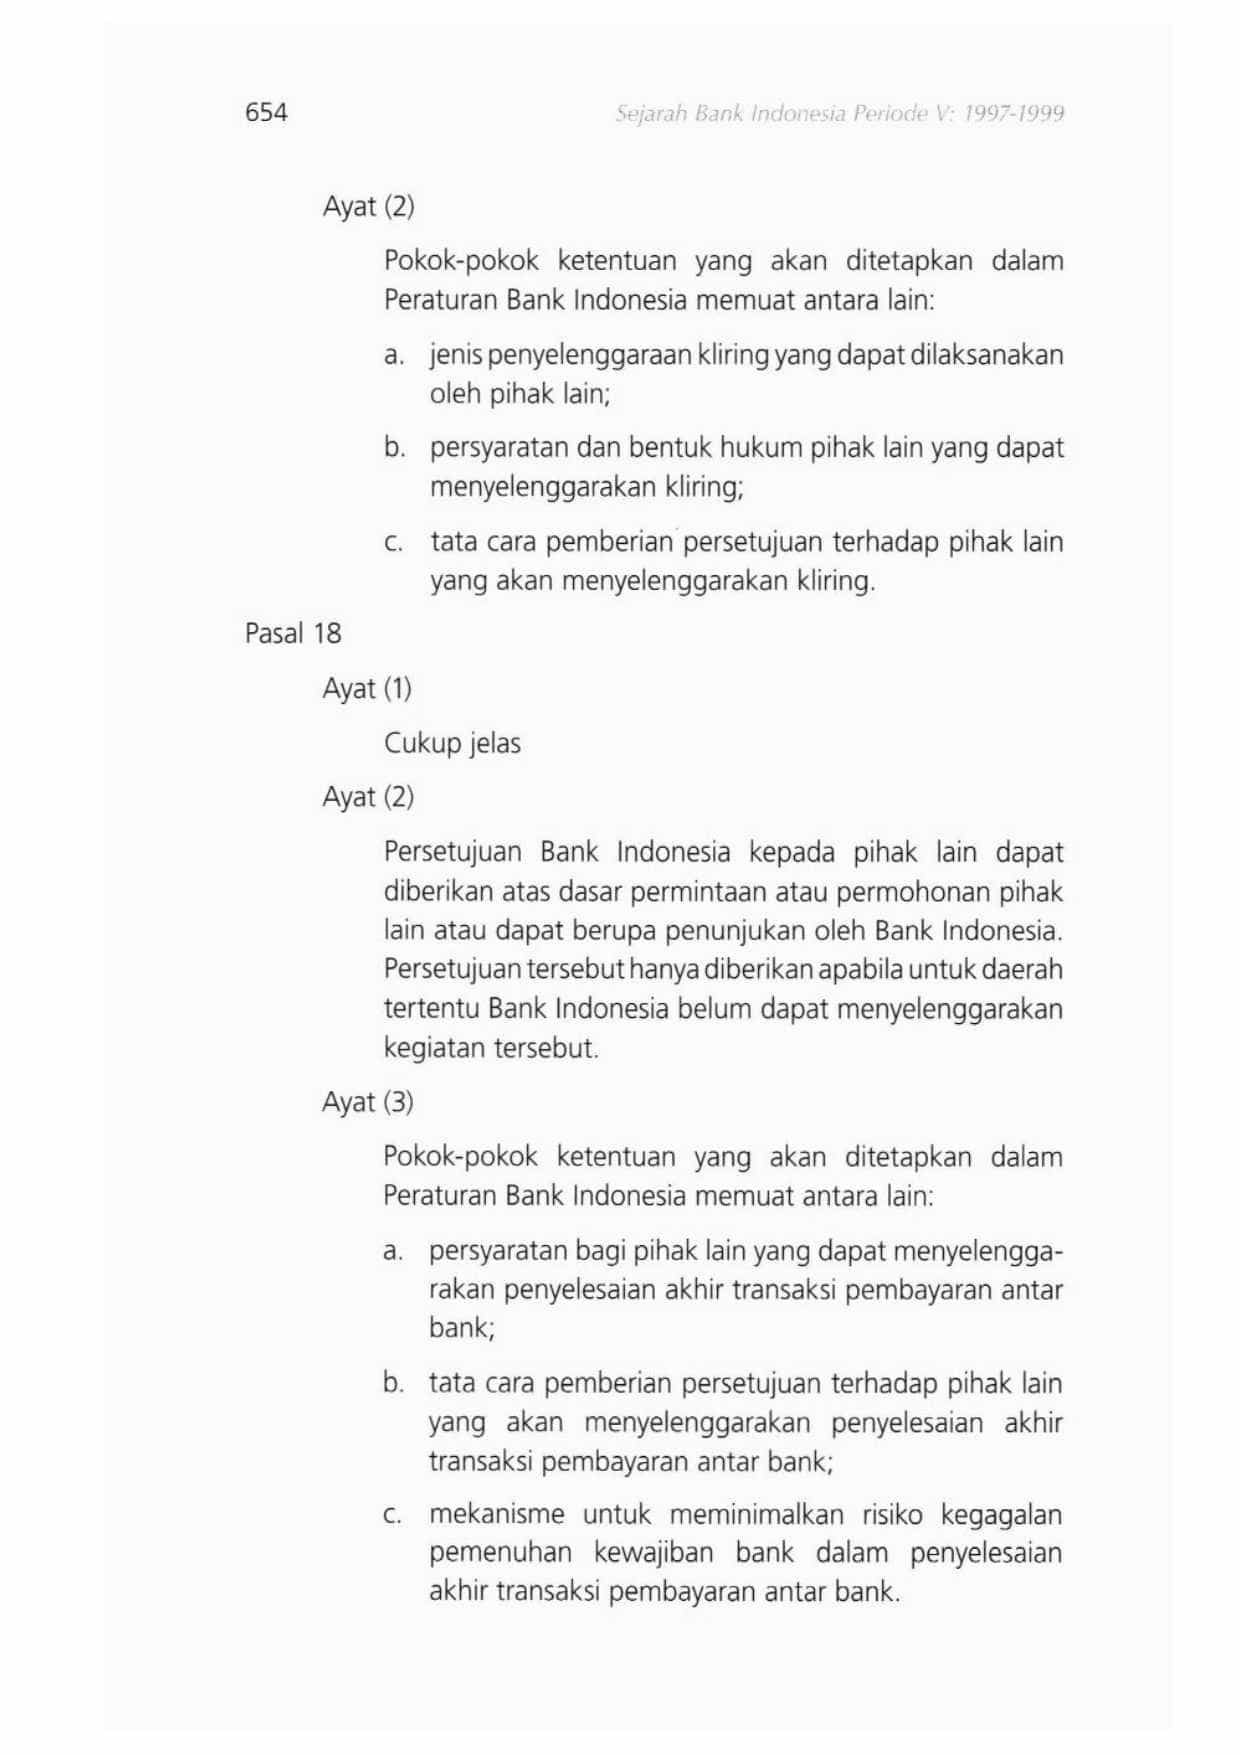 654
Sejarah Bank Indonesia Periode V: 1997-1999
Ayat (2)
Pokok-pokok ketentuan yang akan ditetapkan dalam
Peraturan Bank Indonesia memuat antara lain:
a. jenis penyelenggaraan kliring yang dapat dilaksanakan
oleh pihak lain;
b. persyaratan dan bentuk hukum pihak lain yang dapat
menyelenggarakan kliring;
c. tata cara pemberian persetujuan terhadap pihak lain
yang akan menyelenggarakan kliring.
Pasal 18
Ayat (1)
Cukup jelas
Ayat (2)
Persetujuan Bank Indonesia kepada pihak lain dapat
diberikan atas dasar permintaan atau permohonan pihak
lain atau dapat berupa penunjukan oleh Bank Indonesia.
Persetujuan tersebut hanya diberikan apabila untuk daerah
tertentu Bank Indonesia belum dapat menyelenggarakan
kegiatan tersebut.
Ayat (3)
Pokok-pokok ketentuan yang akan ditetapkan dalam
Peraturan Bank Indonesia memuat antara lain:
a. persyaratan bagi pihak lain yang dapat menyelengga-
rakan penyelesaian akhir transaksi pembayaran antar
bank;
b. tata cara pemberian persetujuan terhadap pihak lain
yang akan menyelenggarakan penyelesaian akhir
transaksi pembayaran antar bank;
c. mekanisme untuk meminimalkan risiko kegagalan
pemenuhan kewajiban bank dalam penyelesaian
akhir transaksi pembayaran antar bank.